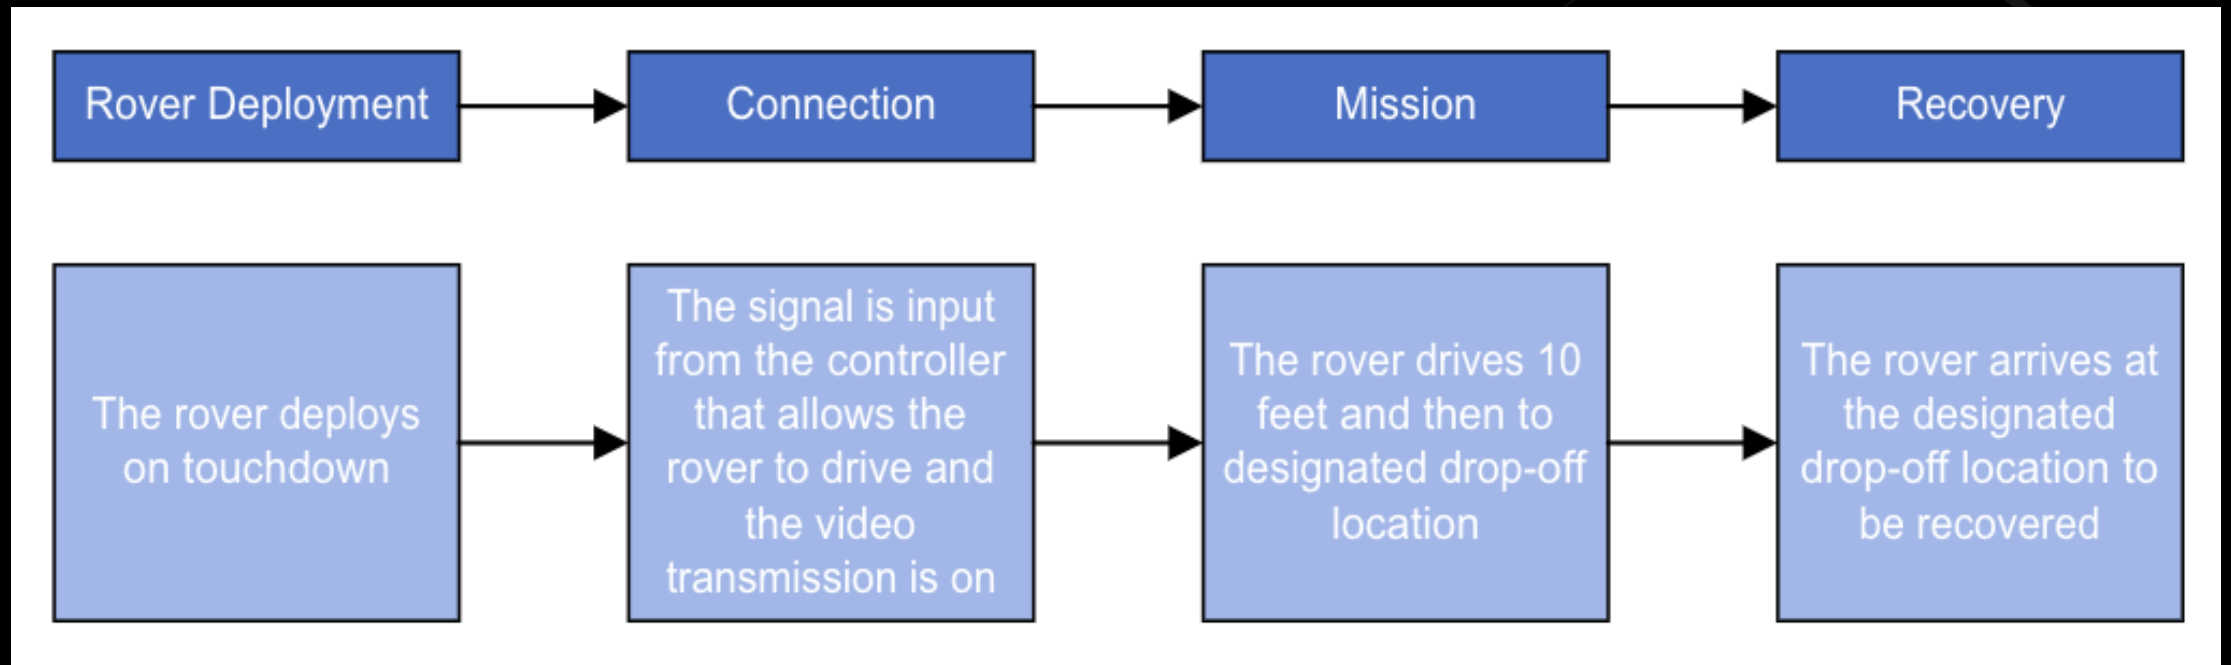 Rover Deployment
Connection
Mission
Recovery
The rover deploys
on touchdown
The signal is input
from the controller
that allows the
rover to drive and
the video
transmission is on
The rover drives 10
feet and then to
designated drop-off
location
The rover arrives at
the designated
drop-off location to
be recovered